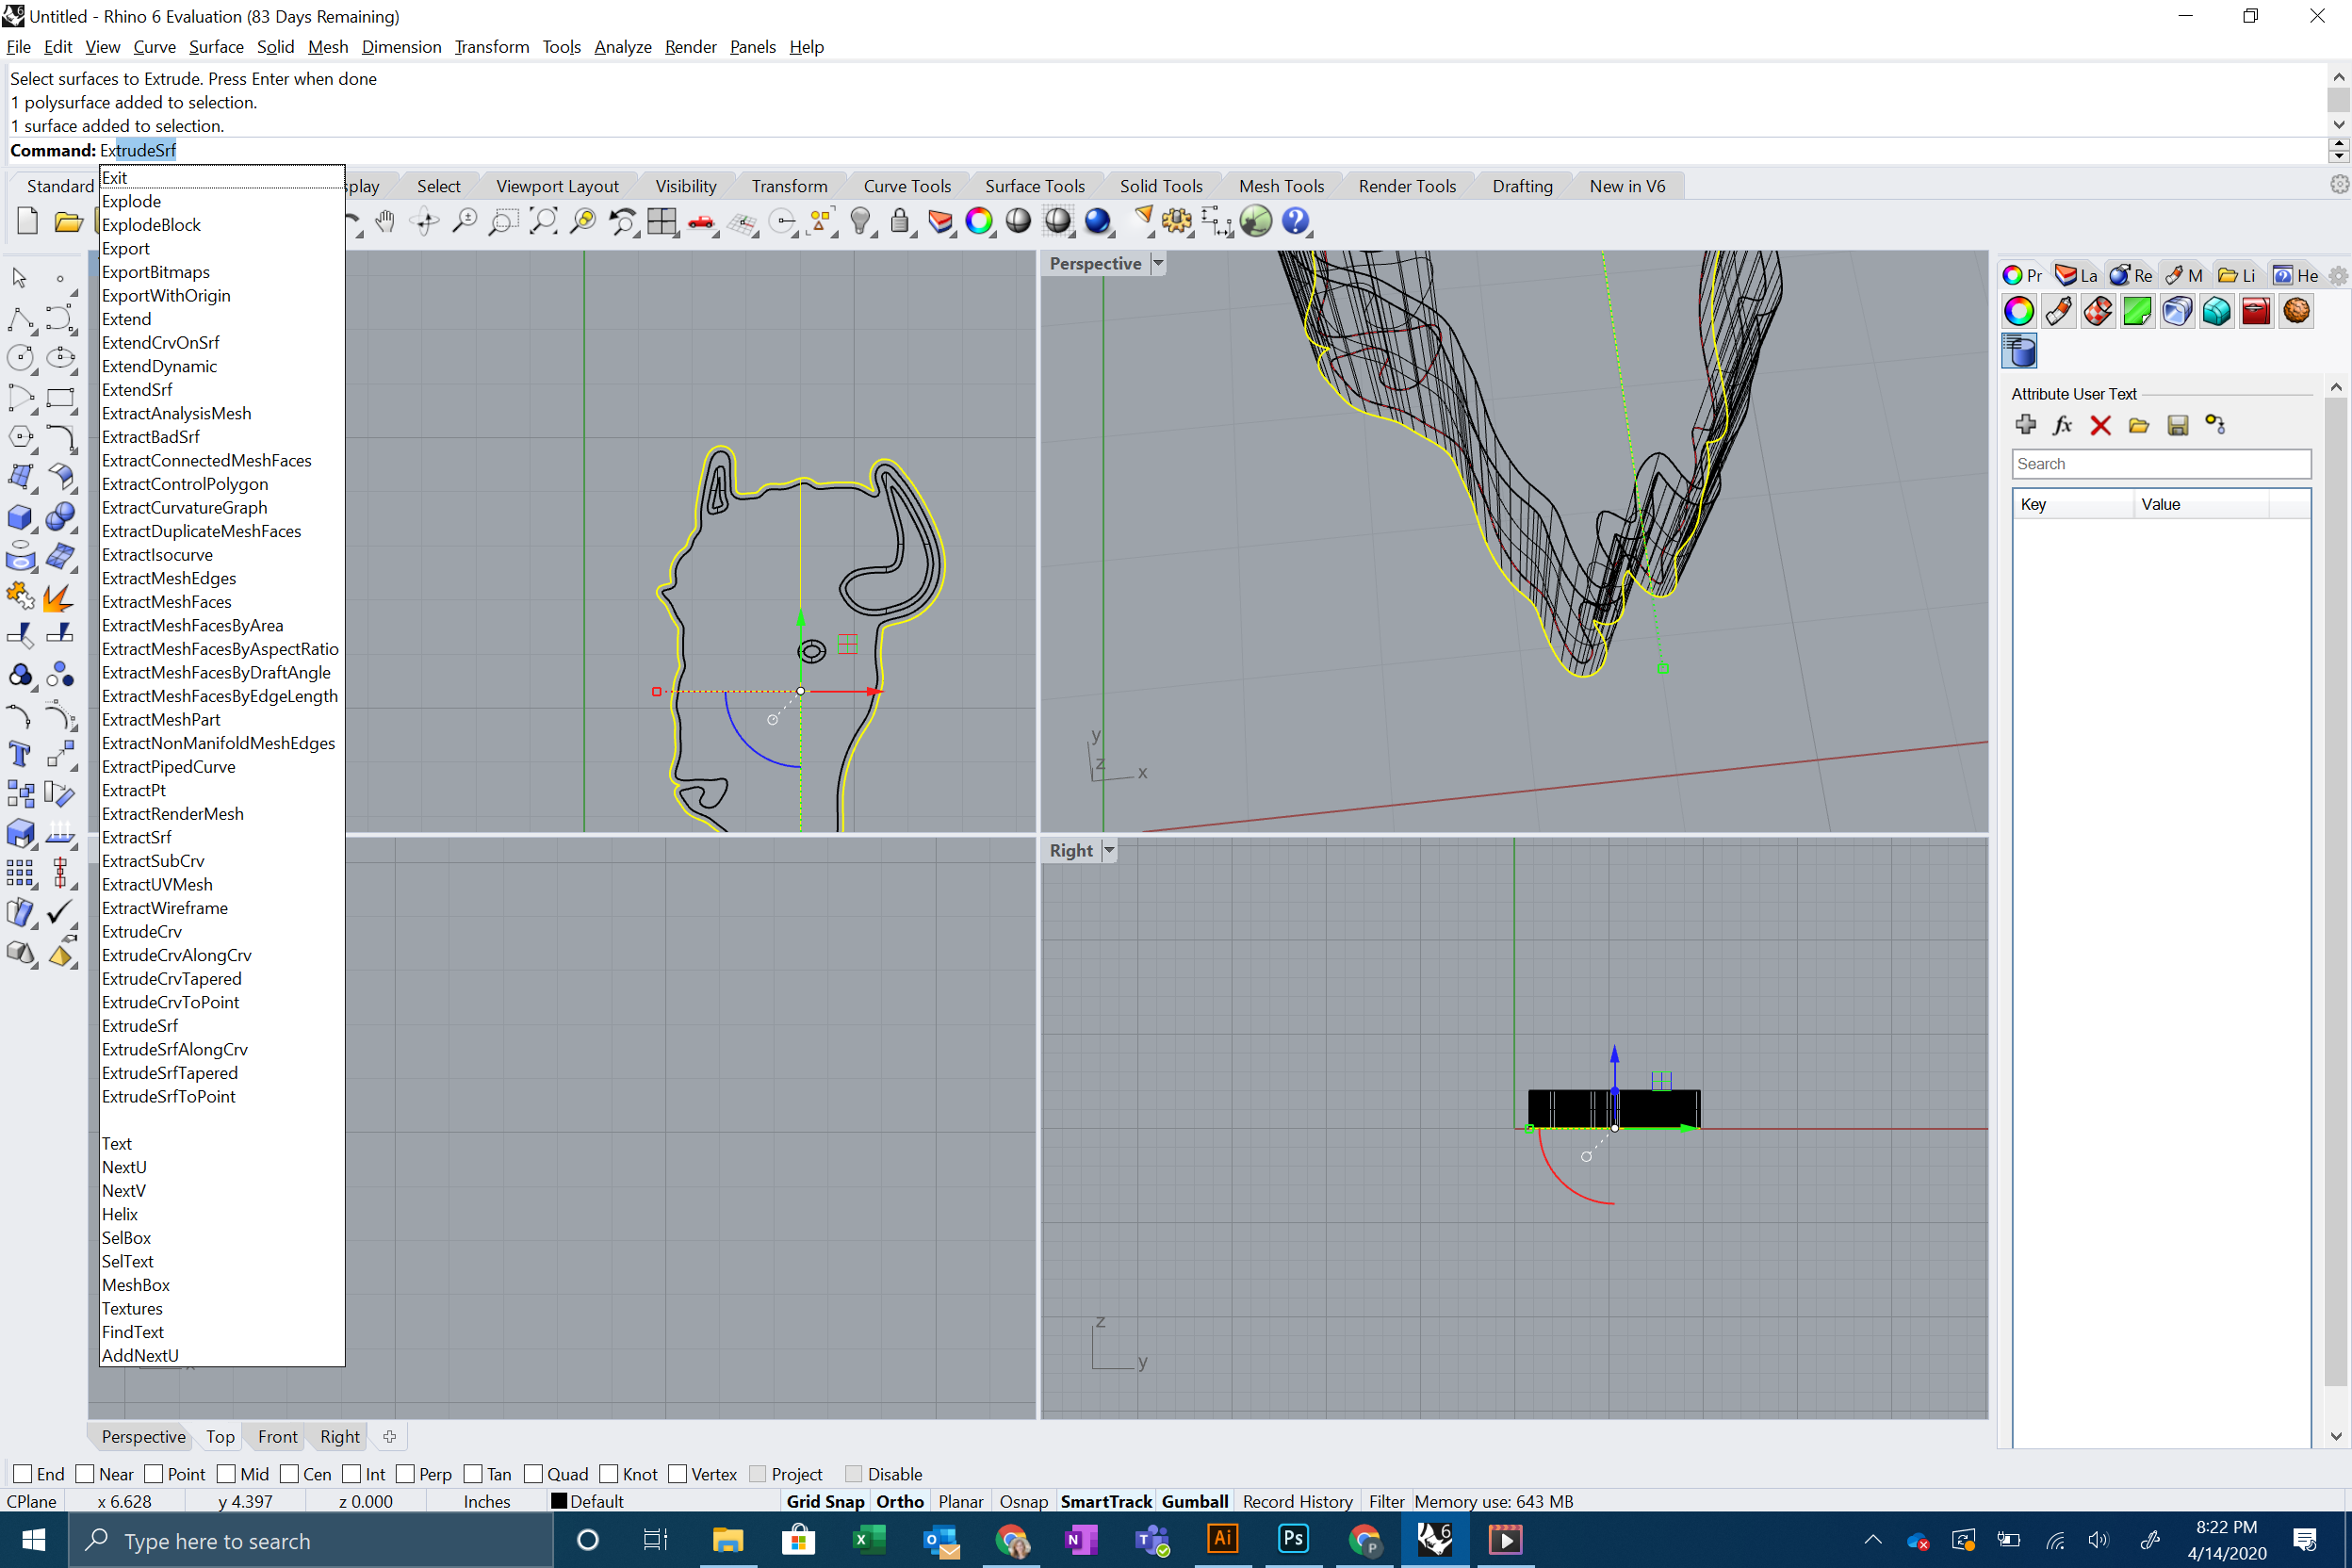 Untitled - Rhino 6 Evaluation (83 Days Remaining)
File Edit View Curve Surface Solid Mesh Dimension Transform Tools Analyze Render Panels Help
Select surfaces to Extrude. Press Enter when done
1 polysurface added to selection.
1 surface added to selection.
Command: ExtrudeSrf
Standard splay Select Viewport Layout Visibility Transform Curve Tools Surface Tools Solid Tools Mesh Tools Render Tools Drafting New in V6
Exit
Explode
ExplodeBlock
Export
ExportBitmaps
ExportWithOrigin
Extend
ExtendCrvOnSrf
ExtendDynamic
ExtendSrf
ExtractAnalysisMesh
ExtractBadSrf
ExtractConnectedMeshFaces
ExtractControlPolygon
ExtractCurvatureGraph
ExtractDuplicateMeshFaces
ExtractIsocurve
ExtractMeshEdges
ExtractMeshFaces
ExtractMeshFacesByArea
ExtractMeshFacesByAspectRatio
ExtractMeshFacesByDraftAngle
ExtractMeshFacesByEdgeLength
ExtractMeshPart
ExtractNonManifoldMeshEdges
ExtractPipedCurve
ExtractPt
ExtractRenderMesh
ExtractSrf
ExtractSubCrv
ExtractUVMesh
ExtractWireframe
ExtrudeCrv
ExtrudeCrvAlongCrv
ExtrudeCrvTapered
ExtrudeCrvToPoint
ExtrudeSrf
ExtrudeSrfAlongCrv
ExtrudeSrfTapered
ExtrudeSrfToPoint
Text
NextU
NextV
Helix
SelBox
SelText
MeshBox
Textures
FindText
AddNextU
Perspective
y
z
x
Right
z
y
Pr La Re M Li He
Attribute User Text
Search
Key Value
Perspective Top Front Right
End Near Point Mid Cen Int Perp Tan Quad Knot Vertex Project Disable
CPlane x 6.628 y 4.397 z 0.000 Inches Default Grid Snap Ortho Planar Osnap SmartTrack Gumball Record History Filter Memory use: 643 MB
Type here to search
Ai
Ps
P
6
8:22 PM
4/14/2020